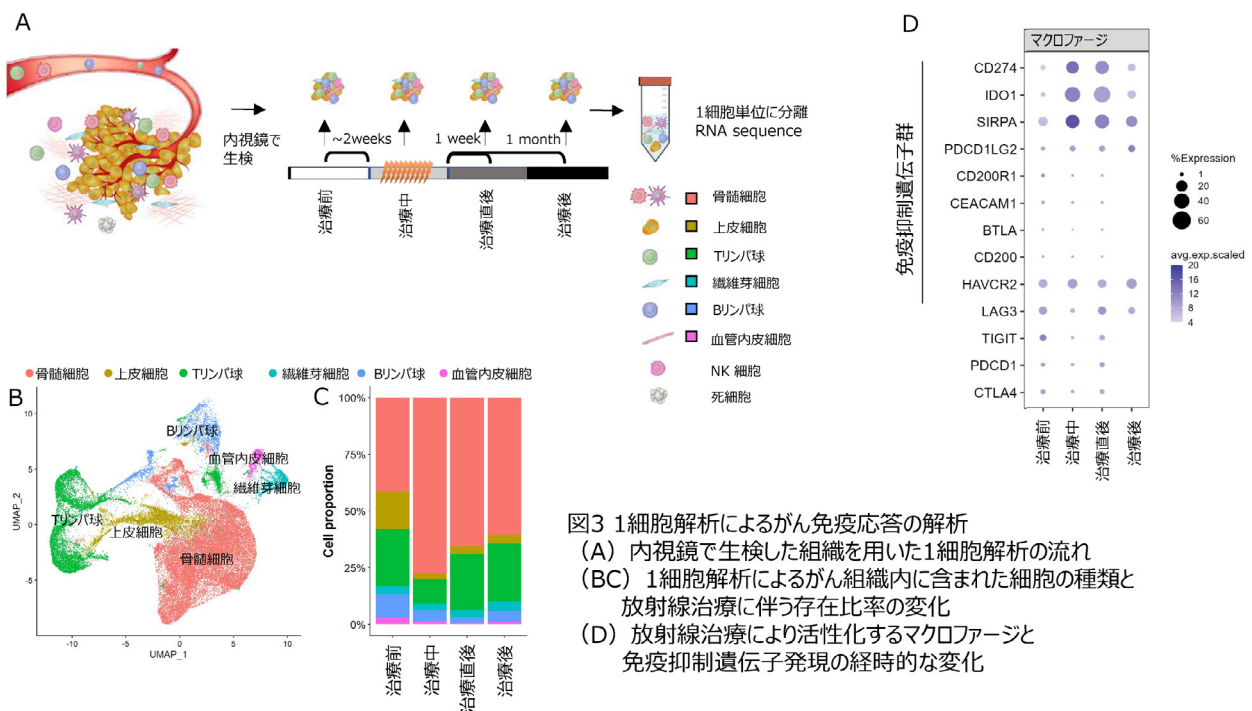 A
内視鏡で
生検
~2weeks
1 week
1 month
治療前
治療中
治療直後
治療後
1細胞単位に分離
RNA sequence
骨髄細胞
上皮細胞
Tリンパ球
繊維芽細胞
Bリンパ球
血管内皮細胞
NK 細胞
死細胞
骨髄細胞 上皮細胞 Tリンパ球 繊維芽細胞 Bリンパ球 血管内皮細胞
B
10
5
0
-5
UMAP_2
Bリンパ球
血管内皮細胞
繊維芽細胞
Tリンパ球
上皮細胞
骨髄細胞
-10 -5 0 5 10
UMAP_1
C
Cell proportion
100%
75%
50%
25%
0%
治療前
治療中
治療直後
治療後
D
マクロファージ
免疫抑制遺伝子群
CD274
IDO1
SIRPA
PDCD1LG2
CD200R1
CEACAM1
BTLA
CD200
HAVCR2
LAG3
TIGIT
PDCD1
CTLA4
治療前
治療中
治療直後
治療後
%Expression
1
20
40
60
avg.exp.scaled
20
16
12
8
4
図3 1細胞解析によるがん免疫応答の解析
(A)内視鏡で生検した組織を用いた1細胞解析の流れ
(BC)1細胞解析によるがん組織内に含まれた細胞の種類と
放射線治療に伴う存在比率の変化
(D)放射線治療により活性化するマクロファージと
免疫抑制遺伝子発現の経時的な変化